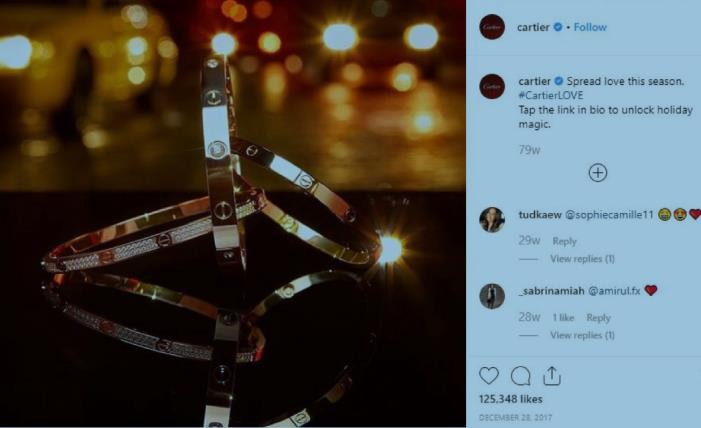 cartier • Follow
cartier Spread love this season.
#CartierLOVE
Tap the link in bio to unlock holiday
magic.
79w
tudkaew @sophiecamille11 😂😍❤
29w Reply
View replies (1)
_sabrinamiah @amirul.fx ❤
28w 1 like Reply
View replies (1)
125,348 likes
DECEMBER 28, 2017